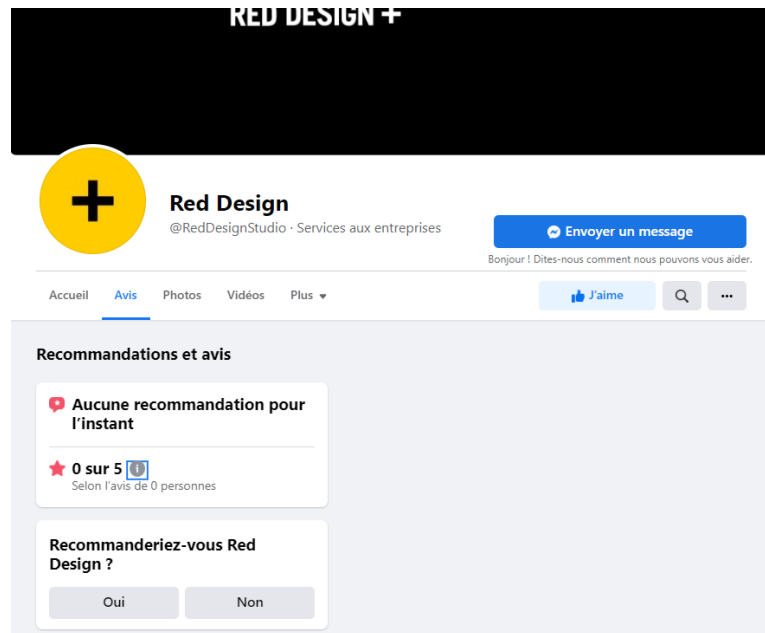 RED DESIGN +
+
Red Design
@RedDesignStudio · Services aux entreprises
Envoyer un message
Bonjour ! Dites-nous comment nous pouvons vous aider.
Accueil Avis Photos Vidéos Plus
J'aime
Recommandations et avis
Aucune recommandation pour
l'instant
0 sur 5
Selon l'avis de 0 personnes
Recommanderiez-vous Red
Design ?
Oui Non